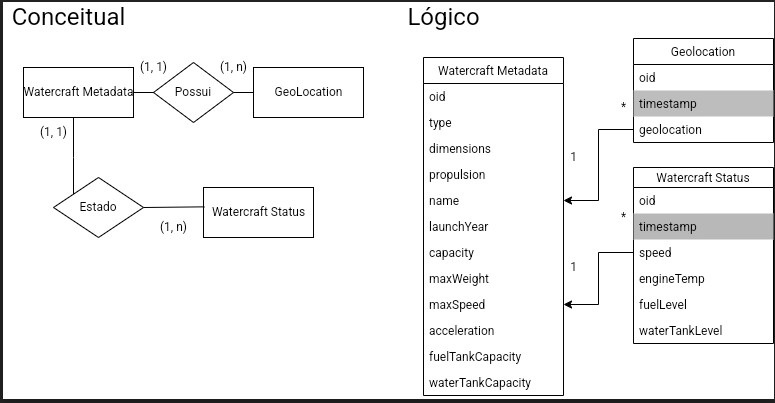 Conceitual
(1, 1)
(1, n)
Watercraft Metadata
Possui
GeoLocation
(1, 1)
Estado
Watercraft Status
(1, n)
Lógico
Watercraft Metadata
oid
type
dimensions
propulsion
name
launchYear
capacity
maxWeight
maxSpeed
acceleration
fuelTankCapacity
waterTankCapacity
1
*
1
*
Geolocation
oid
timestamp
geolocation
Watercraft Status
oid
timestamp
speed
engineTemp
fuelLevel
waterTankLevel